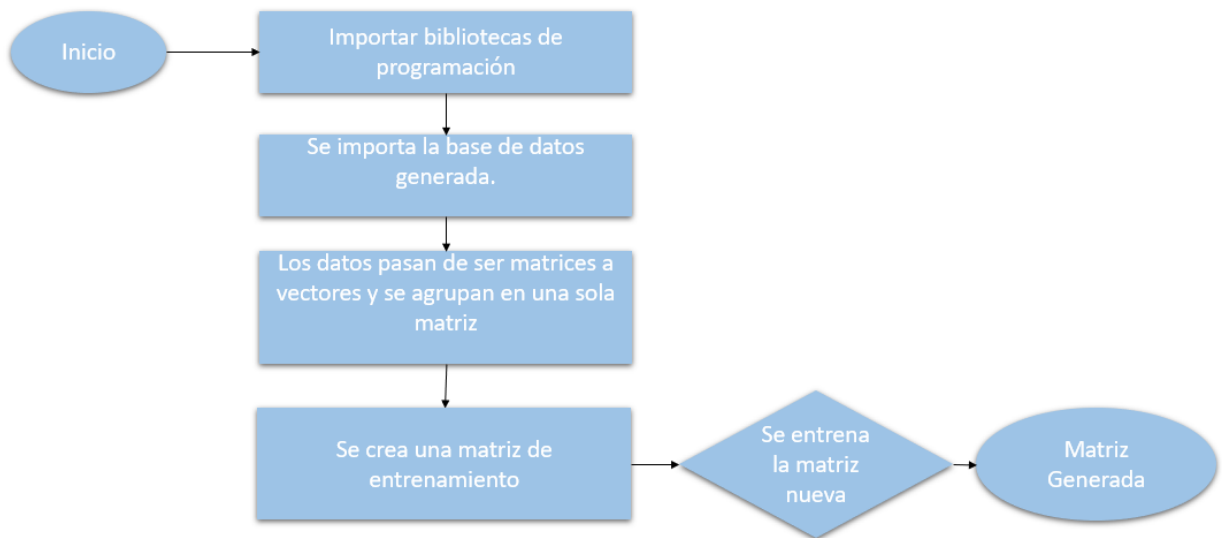 Inicio
Importar bibliotecas de
programación
Se importa la base de datos
generada.
Los datos pasan de ser matrices a
vectores y se agrupan en una sola
matriz
Se crea una matriz de
entrenamiento
Se entrena
la matriz
nueva
Matriz
Generada